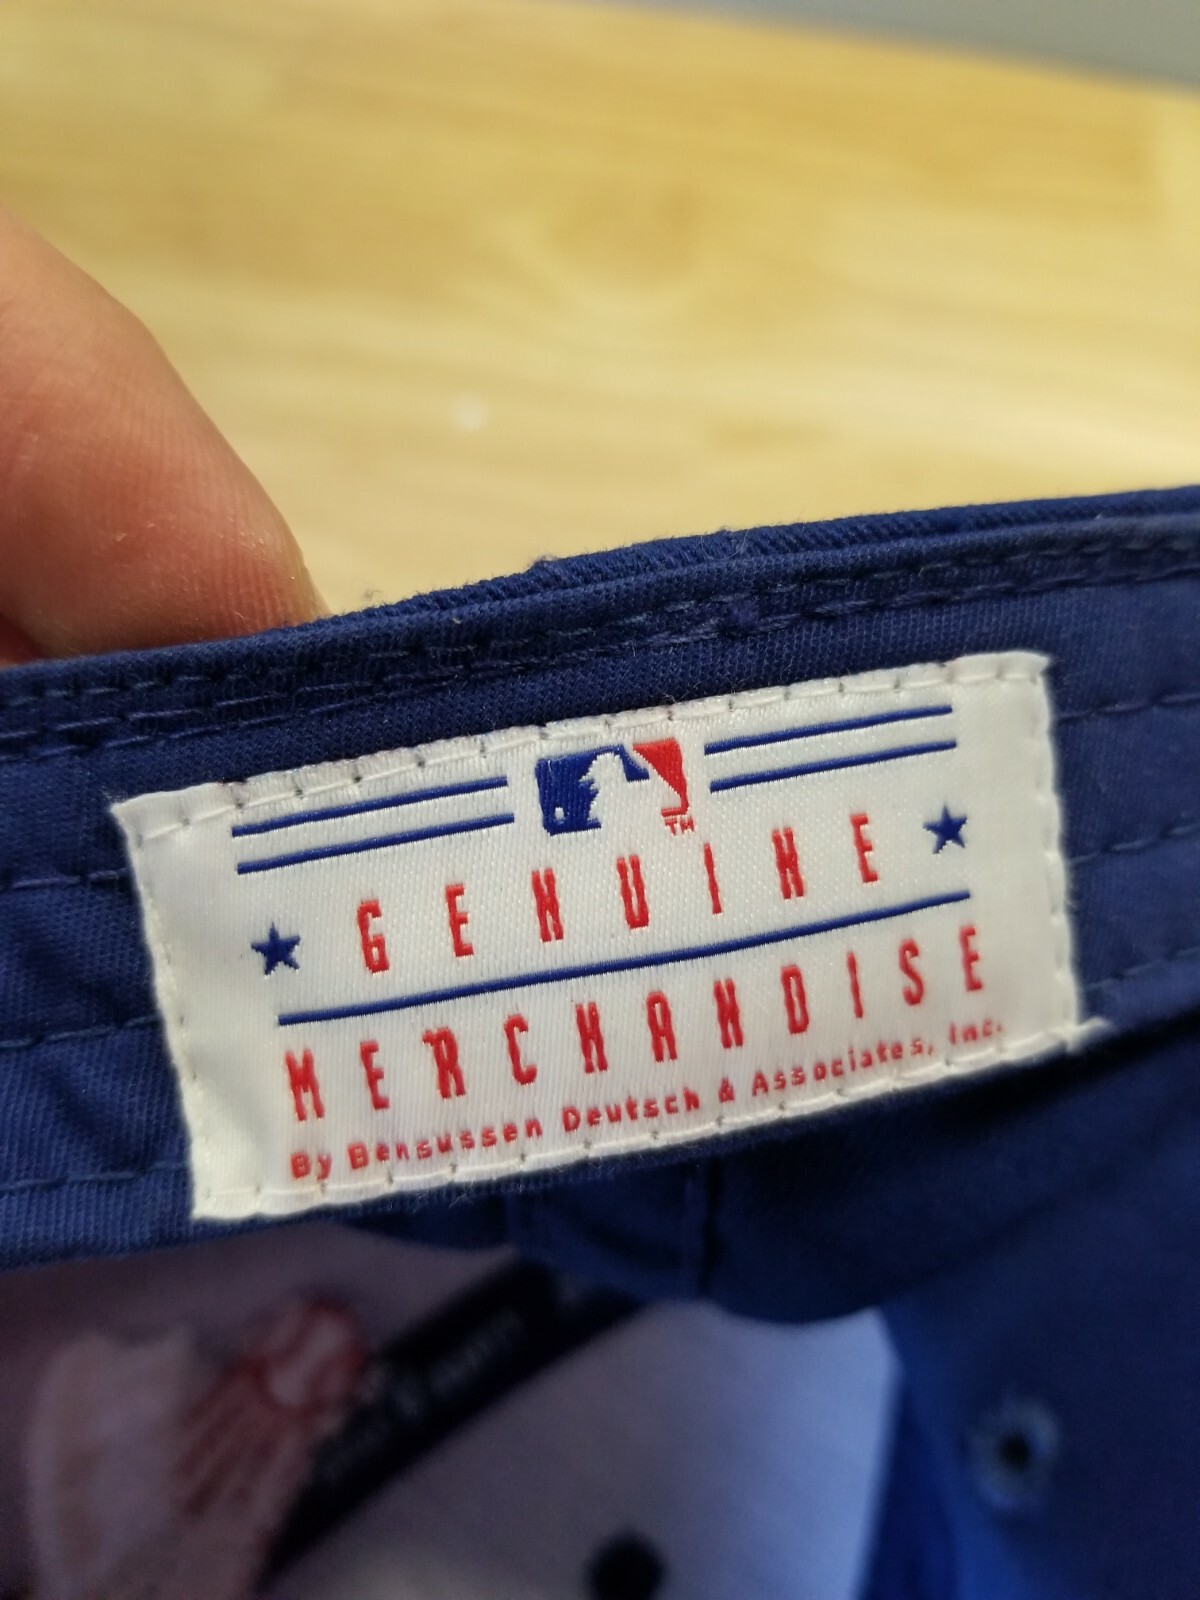 TM
GENUINE
MERCHANDISE
By Bensussen Deutsch & Associates, Inc.